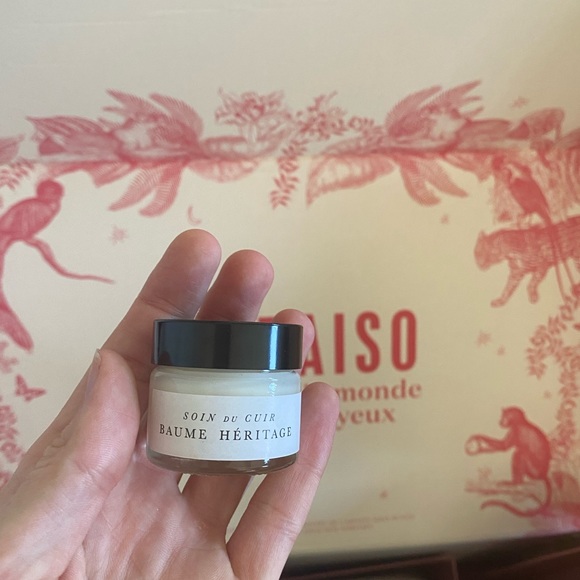 AISO
monde
yeux
SOIN DU CUIR
BAUME HÉRITAGE